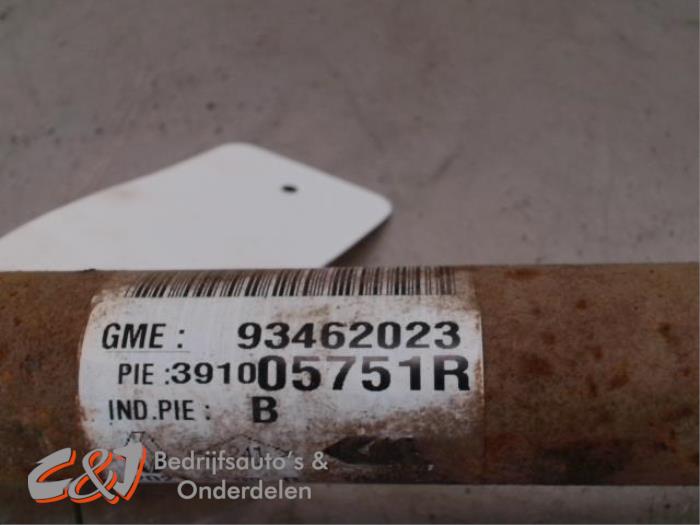 GME : 93462023
PIE :391005751R
IND.PIE : B
C&J Bedrijfsauto's &
Onderdelen